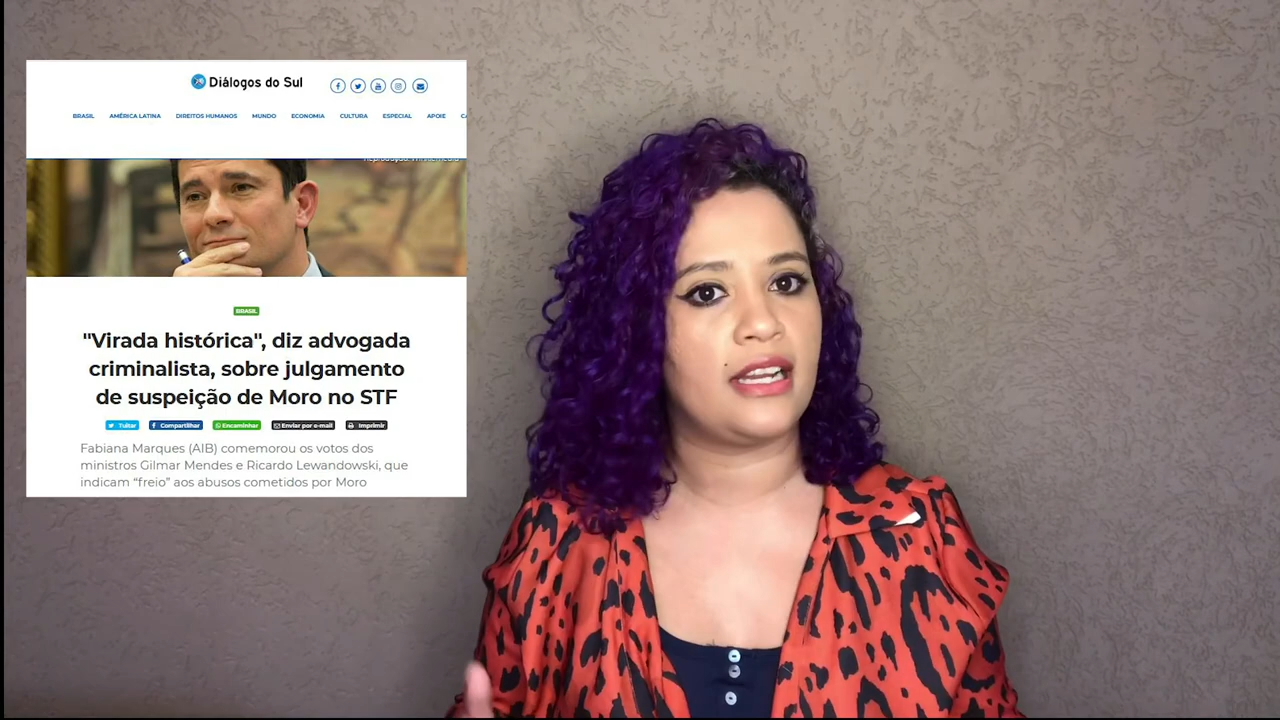 Diálogos do Sul
BRASIL AMÉRICA LATINA DIREITOS HUMANOS MUNDO ECONOMIA CULTURA ESPECIAL APOIE
BRASIL
"Virada histórica", diz advogada
criminalista, sobre julgamento
de suspeição de Moro no STF
Tuitar Compartilhar Encaminhar Enviar por e-mail Imprimir
Fabiana Marques (AIB) comemorou os votos dos
ministros Gilmar Mendes e Ricardo Lewandowski, que
indicam “freio” aos abusos cometidos por Moro